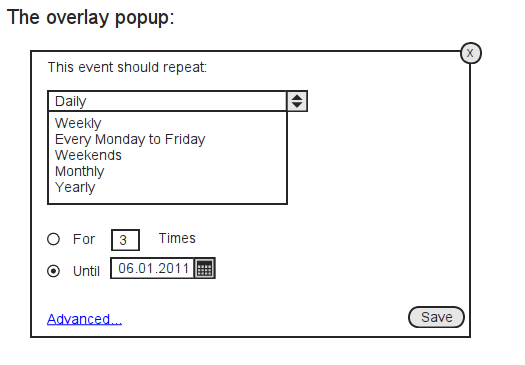 The overlay popup:
X
This event should repeat:
Daily
Weekly
Every Monday to Friday
Weekends
Monthly
Yearly
For 3 Times
Until 06.01.2011
Advanced...
Save